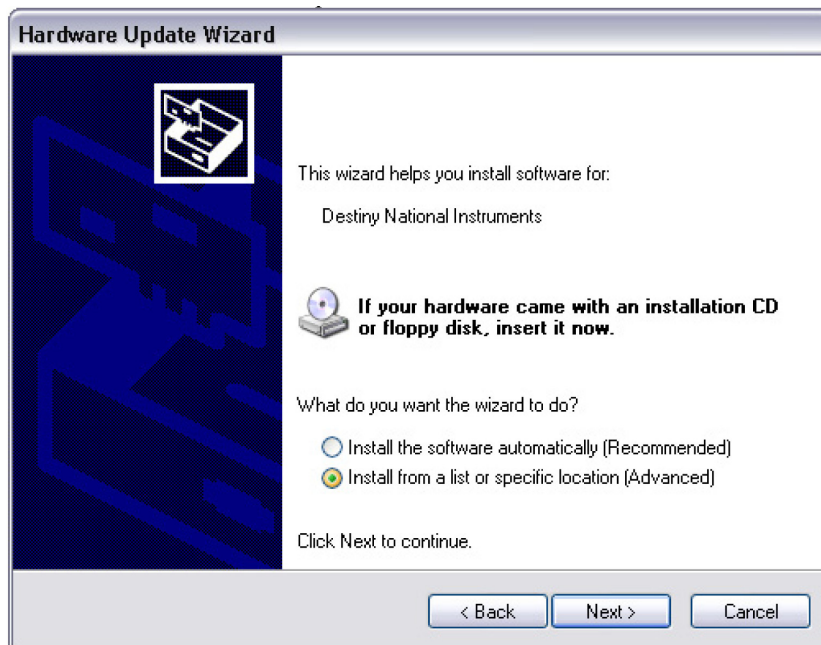 Hardware Update Wizard
This wizard helps you install software for:
Destiny National Instruments
If your hardware came with an installation CD
or floppy disk, insert it now.
What do you want the wizard to do?
Install the software automatically (Recommended)
Install from a list or specific location (Advanced)
Click Next to continue.
< Back
Next >
Cancel